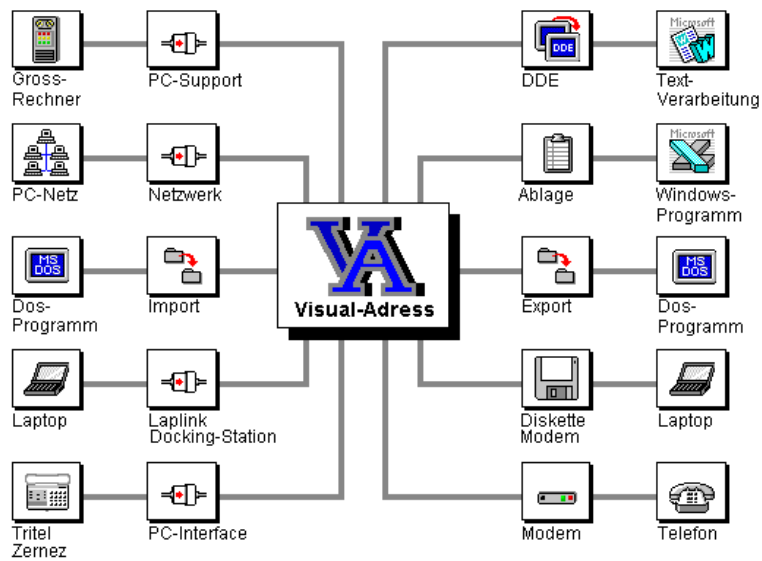 Gross-
Rechner
PC-Support
DDE
DDE
Microsoft
W
Text-
Verarbeitung
PC-Netz
Netzwerk
Ablage
Microsoft
Windows-
Programm
VA
Visual-Adress
MS
DOS
Dos-
Programm
Import
Export
MS
DOS
Dos-
Programm
Laptop
Laplink
Docking-Station
Diskette
Modem
Laptop
Tritel
Zernez
PC-Interface
Modem
Telefon